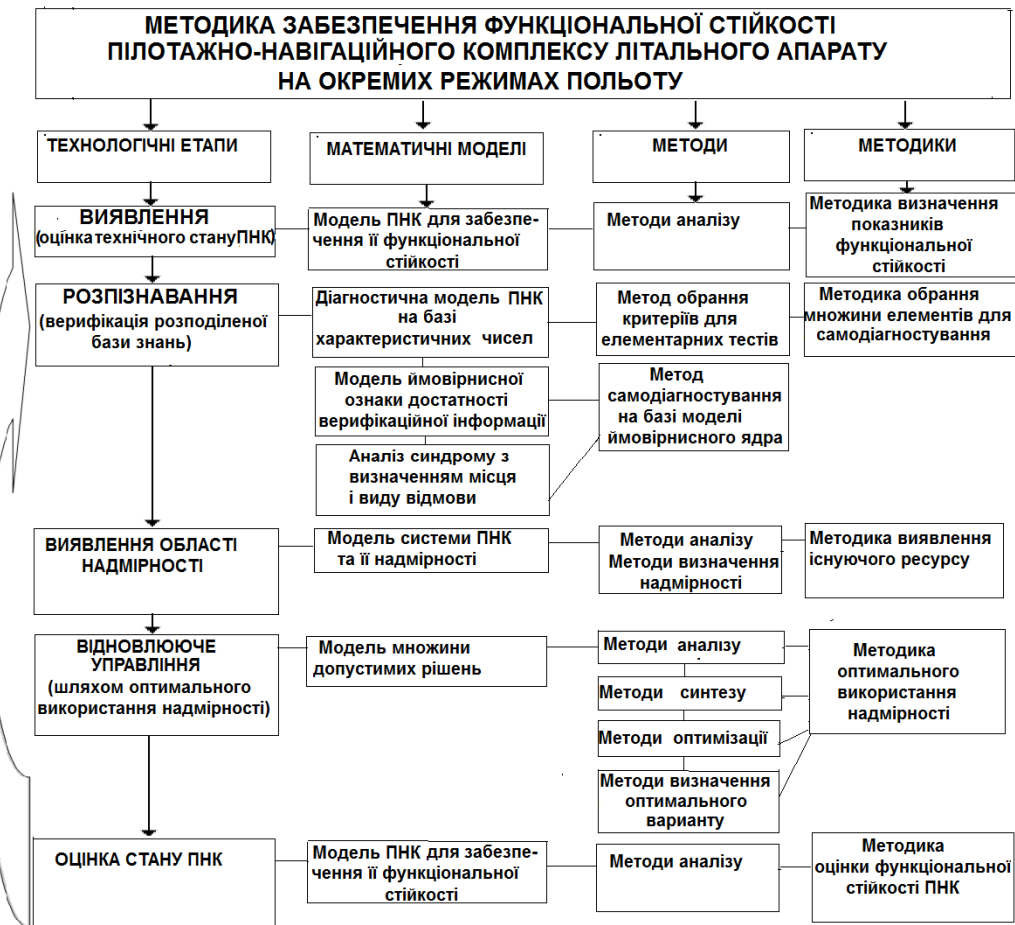 МЕТОДИКА ЗАБЕЗПЕЧЕННЯ ФУНКЦІОНАЛЬНОЇ СТІЙКОСТІ
ПІЛОТАЖНО-НАВІГАЦІЙНОГО КОМПЛЕКСУ ЛІТАЛЬНОГО АПАРАТУ
НА ОКРЕМИХ РЕЖИМАХ ПОЛЬОТУ
ТЕХНОЛОГІЧНІ ЕТАПИ
МАТЕМАТИЧНІ МОДЕЛІ
МЕТОДИ
МЕТОДИКИ
ВИЯВЛЕННЯ
(оцінка технічного стану ПНК)
Модель ПНК для забезпе-
чення її функціональної
стійкості
Методи аналізу
Методика визначення
показників
функціональної
стійкості
РОЗПІЗНАВАННЯ
(верифікація розподіленої
бази знань)
Діагностична модель ПНК
на базі
характеристичних чисел
Метод обрання
критеріїв для
елементарних тестів
Методика обрання
множини елементів для
самодіагностування
Модель ймовірнисної
ознаки достатності
верифікаційної інформації
Метод
самодіагностування
на базі моделі
ймовірнисного ядра
Аналіз синдрому з
визначенням місця
і виду відмови
ВИЯВЛЕННЯ ОБЛАСТІ
НАДМІРНОСТІ
Модель системи ПНК
та її надмірності
Методи аналізу
Методи визначення
надмірності
Методика виявлення
існуючого ресурсу
ВІДНОВЛЮЮЧЕ
УПРАВЛІННЯ
(шляхом оптимального
використання надмірності)
Модель множини
допустимих рішень
Методи аналізу
Методи синтезу
Методи оптимізації
Методи визначення
оптимального
варианту
Методика
оптимального
використання
надмірності
ОЦІНКА СТАНУ ПНК
Модель ПНК для забезпе-
чення її функціональної
стійкості
Методи аналізу
Методика
оцінки функціональної
стійкості ПНК